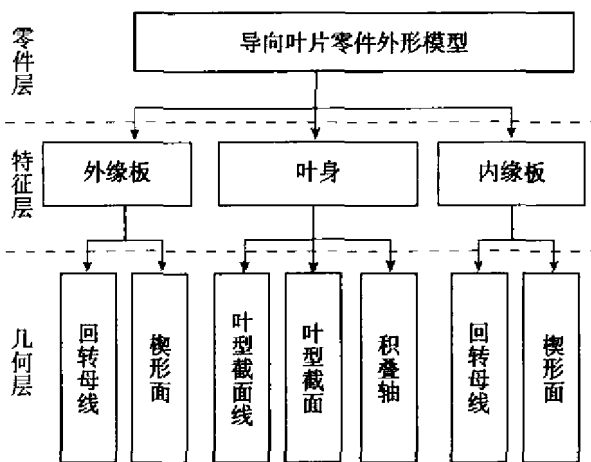 零件层
导向叶片零件外形模型
特征层
外缘板
叶身
内缘板
几何层
回转母线
楔形面
叶型截面线
叶型截面
积叠轴
回转母线
楔形面